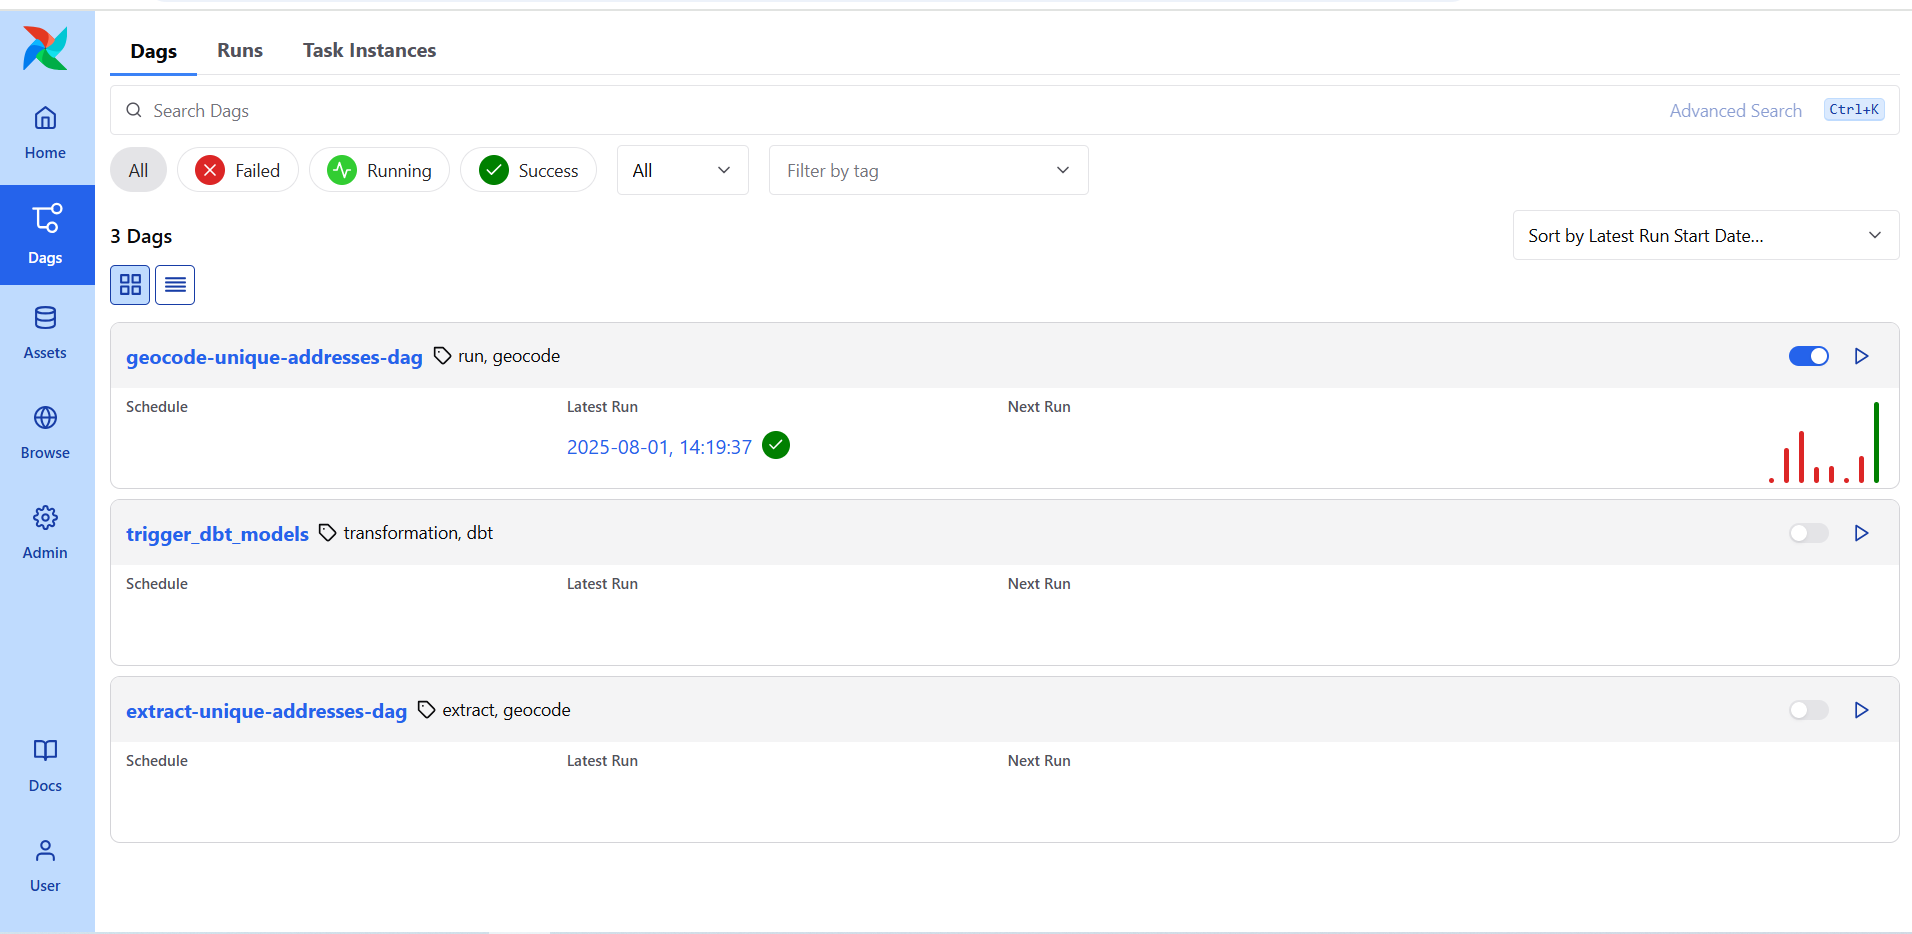 Dags Runs Task Instances
Search Dags Advanced Search Ctrl+K
Home
All Failed Running Success All Filter by tag
Dags
3 Dags Sort by Latest Run Start Date...
Assets
geocode-unique-addresses-dag run, geocode
Schedule Latest Run Next Run
2025-08-01, 14:19:37
Browse
trigger_dbt_models transformation, dbt
Admin
Schedule Latest Run Next Run
extract-unique-addresses-dag extract, geocode
Schedule Latest Run Next Run
Docs
User